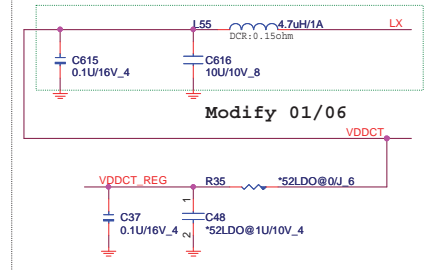 L55 4.7uH/1A LX
DCR:0.15ohm
C615 C616
0.1U/16V_4 10U/10V_8
Modify 01/06
VDDCT
VDDCT_REG R35 *52LDO@0/J_6
1
C37 C48
0.1U/16V_4 *52LDO@1U/10V_4
2